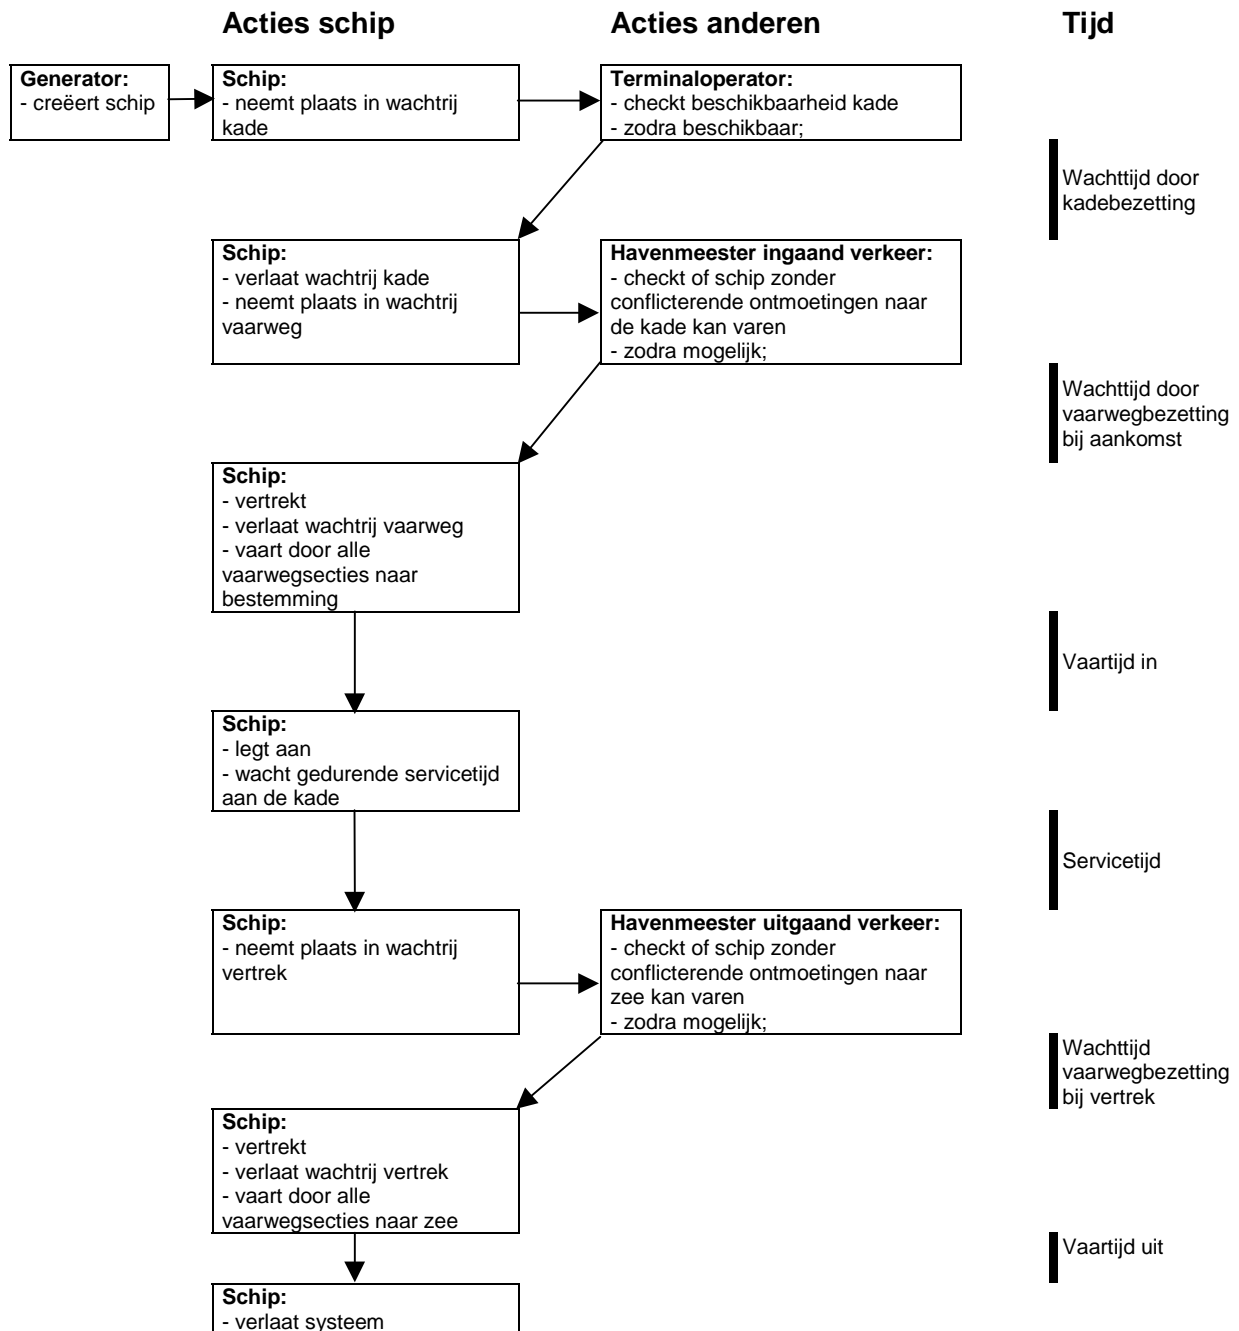 Acties schip
Acties anderen
Tijd
Generator:
- creëert schip
Schip:
- neemt plaats in wachtrij
kade
Terminaloperator:
- checkt beschikbaarheid kade
- zodra beschikbaar;
Wachttijd door
kadebezetting
Schip:
- verlaat wachtrij kade
- neemt plaats in wachtrij
vaarweg
Havenmeester ingaand verkeer:
- checkt of schip zonder
conflicterende ontmoetingen naar
de kade kan varen
- zodra mogelijk;
Wachttijd door
vaarwegbezetting
bij aankomst
Schip:
- vertrekt
- verlaat wachtrij vaarweg
- vaart door alle
vaarwegsecties naar
bestemming
Vaartijd in
Schip:
- legt aan
- wacht gedurende servicetijd
aan de kade
Servicetijd
Schip:
- neemt plaats in wachtrij
vertrek
Havenmeester uitgaand verkeer:
- checkt of schip zonder
conflicterende ontmoetingen naar
zee kan varen
- zodra mogelijk;
Wachttijd
vaarwegbezetting
bij vertrek
Schip:
- vertrekt
- verlaat wachtrij vertrek
- vaart door alle
vaarwegsecties naar zee
Vaartijd uit
Schip:
- verlaat systeem